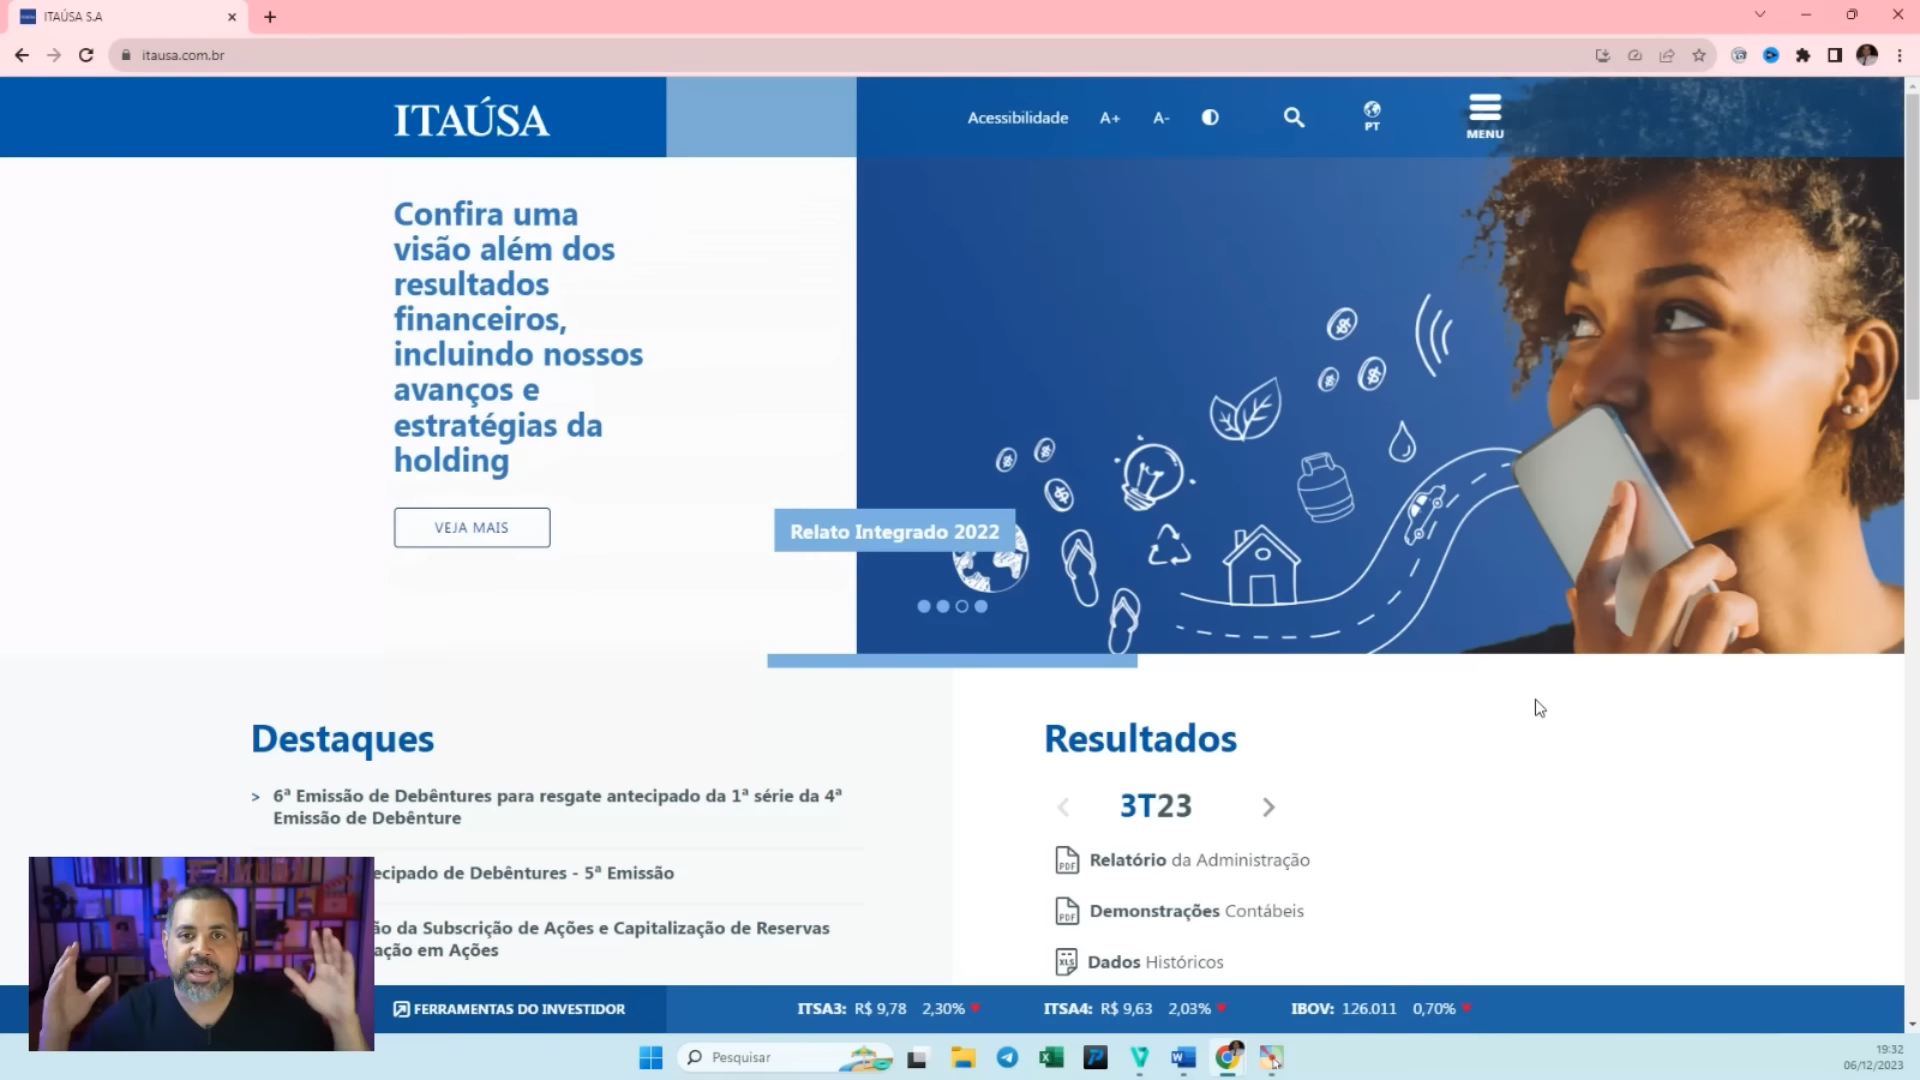 ITAÚSA S.A
itausa.com.br
ITAÚSA
Acessibilidade A+ A-
PT
MENU
Confira uma
visão além dos
resultados
financeiros,
incluindo nossos
avanços e
estratégias da
holding
VEJA MAIS
Relato Integrado 2022
Destaques
> 6ª Emissão de Debêntures para resgate antecipado da 1ª série da 4ª
Emissão de Debênture
ecipado de Debêntures - 5ª Emissão
ão da Subscrição de Ações e Capitalização de Reservas
ação em Ações
Resultados
3T23
PDF Relatório da Administração
PDF Demonstrações Contábeis
XLS Dados Históricos
FERRAMENTAS DO INVESTIDOR
ITSA3: R$ 9,78 2,30%
ITSA4: R$ 9,63 2,03%
IBOV: 126.011 0,70%
Pesquisar
19:32
06/12/2023